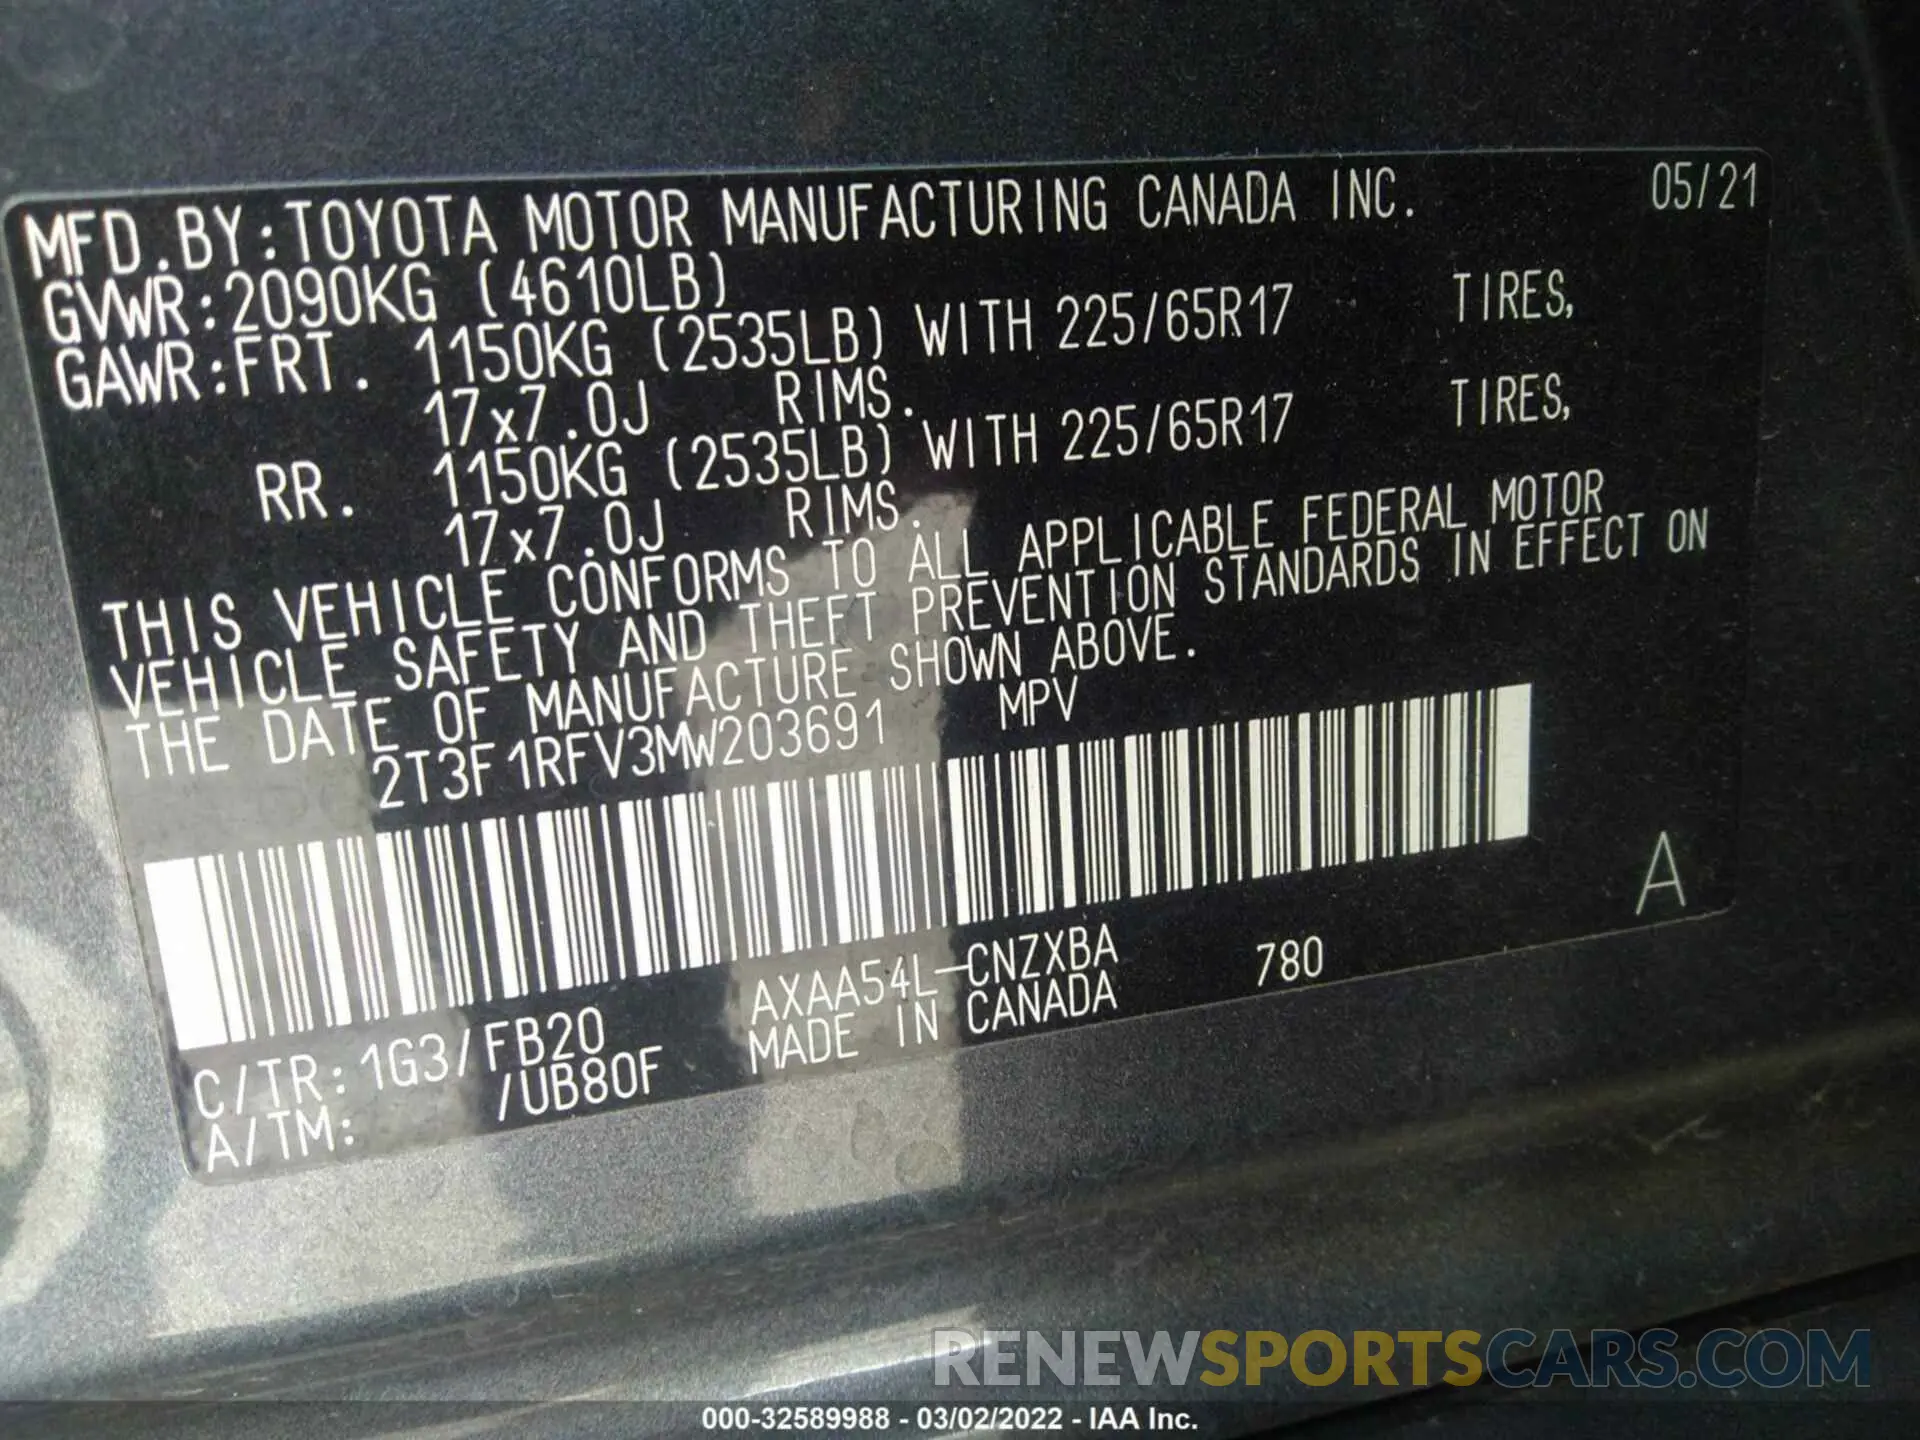 MFD.BY:TOYOTA MOTOR MANUFACTURING CANADA INC. 05/21
GVWR:2090KG (4610LB)
GAWR:FRT. 1150KG (2535LB) WITH 225/65R17 TIRES,
17x7.0J RIMS.
RR. 1150KG (2535LB) WITH 225/65R17 TIRES,
17x7.0J RIMS.
THIS VEHICLE CONFORMS TO ALL APPLICABLE FEDERAL MOTOR
VEHICLE SAFETY AND THEFT PREVENTION STANDARDS IN EFFECT ON
THE DATE OF MANUFACTURE SHOWN ABOVE.
2T3F1RFV3MW203691 MPV
A
C/TR:1G3/FB20 AXAA54L-CNZXBA 780
A/TM: /UB80F MADE IN CANADA
RENEWSPORTSCARS.COM
000-32589988 - 03/02/2022 - IAA Inc.